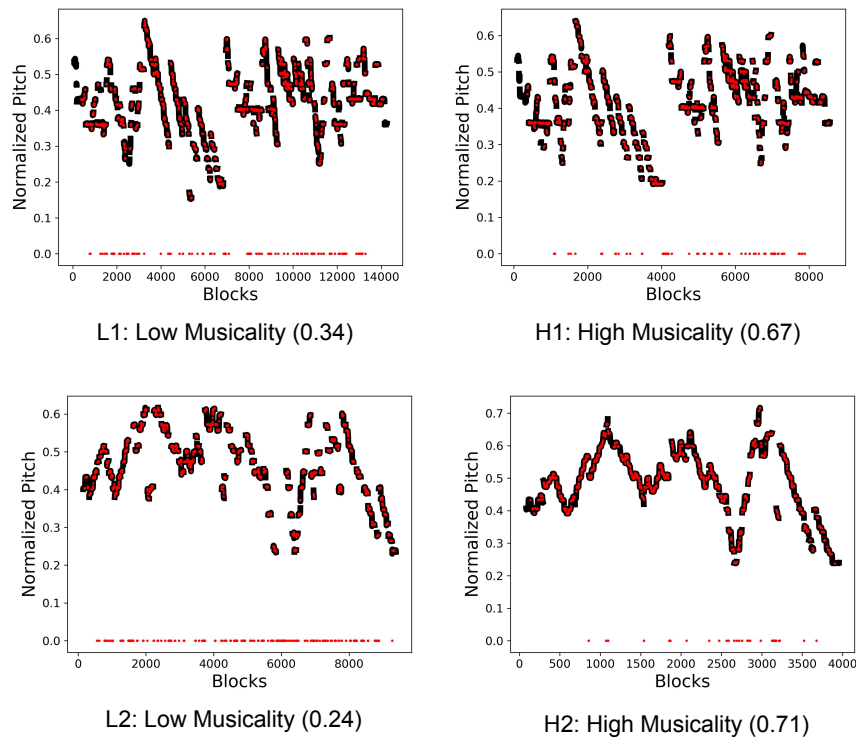 0.6
0.5
0.4
0.3
0.2
0.1
0.0
Normalized Pitch
0 2000 4000 6000 8000 10000 12000 14000
Blocks
L1: Low Musicality (0.34)
0.6
0.5
0.4
0.3
0.2
0.1
0.0
Normalized Pitch
0 2000 4000 6000 8000
Blocks
H1: High Musicality (0.67)
0.6
0.5
0.4
0.3
0.2
0.1
0.0
Normalized Pitch
0 2000 4000 6000 8000
Blocks
L2: Low Musicality (0.24)
0.7
0.6
0.5
0.4
0.3
0.2
0.1
0.0
Normalized Pitch
0 500 1000 1500 2000 2500 3000 3500 4000
Blocks
H2: High Musicality (0.71)